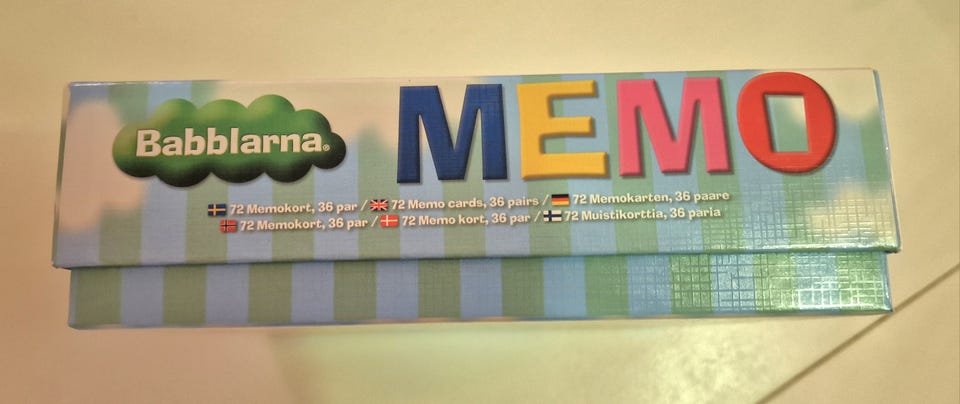 Babblarna®
MEMO
72 Memokort, 36 par / 72 Memo cards, 36 pairs / 72 Memokarten, 36 paare
72 Memokort, 36 par / 72 Memo kort, 36 par / 72 Muistikorttia, 36 paria